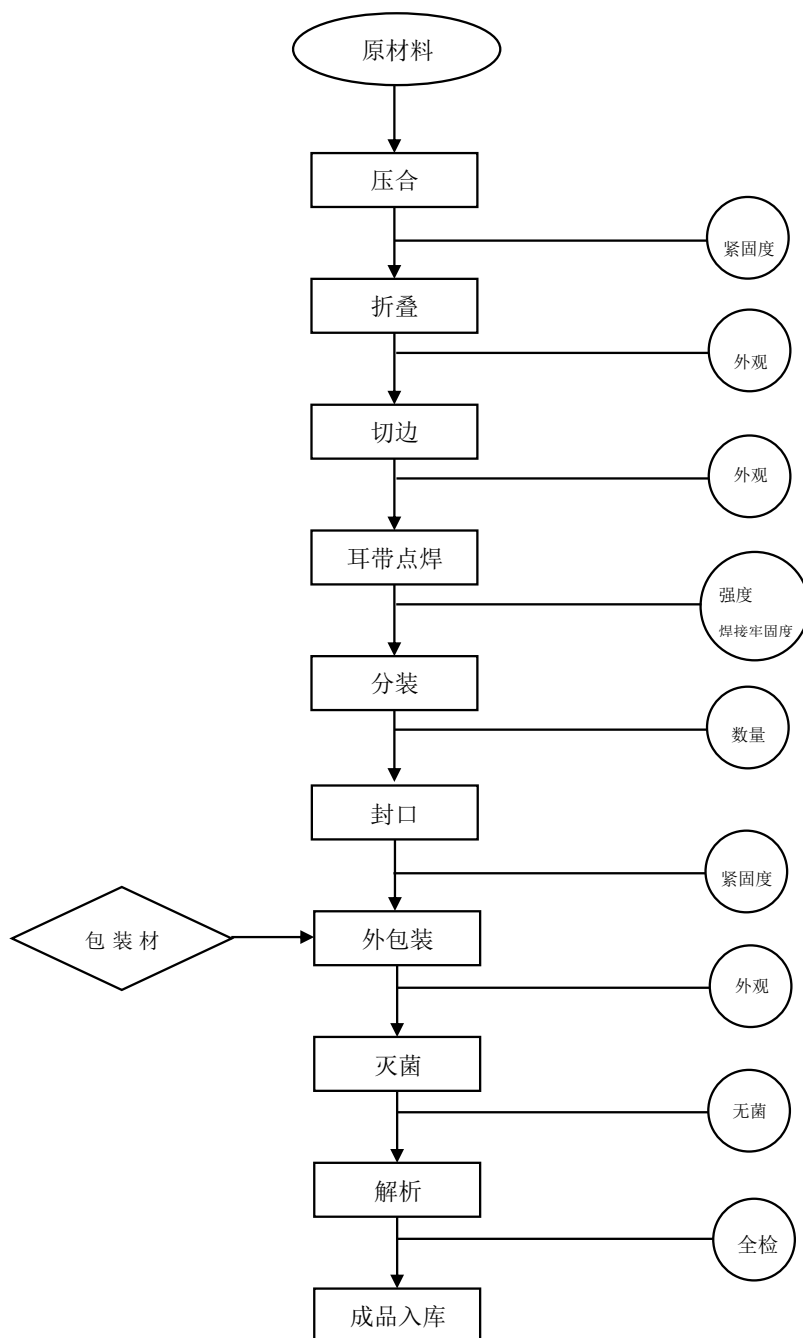 原材料
压合
紧固度
折叠
外观
切边
外观
耳带点焊
强度
焊接牢固度
分装
数量
封口
紧固度
包装材
外包装
外观
灭菌
无菌
解析
全检
成品入库